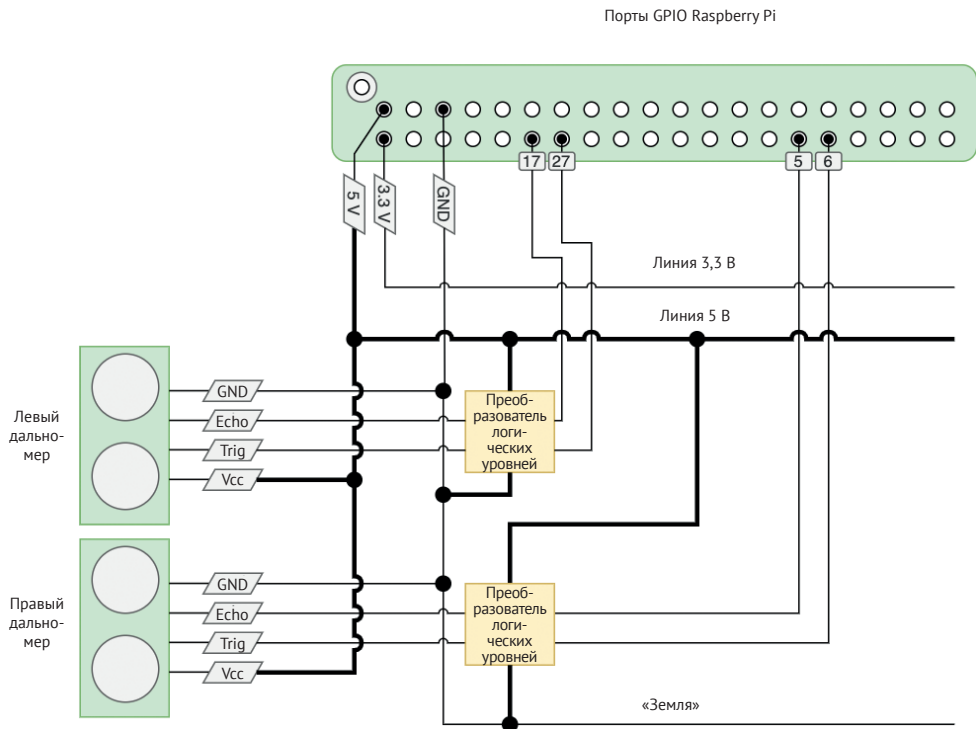 Порты GPIO Raspberry Pi
17
27
5
6
5 V
3.3 V
GND
Линия 3,3 В
Линия 5 В
Левый
дально-
мер
GND
Echo
Trig
Vcc
Преоб-
разователь
логи-
ческих
уровней
Правый
дально-
мер
GND
Echo
Trig
Vcc
Преоб-
разователь
логи-
ческих
уровней
«Земля»